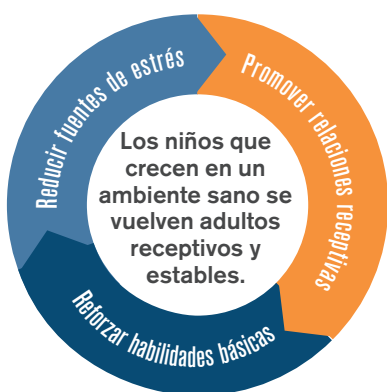 Reducir fuentes de estrés
Promover relaciones receptivas
Los niños que
crecen en un
ambiente sano se
vuelven adultos
receptivos y
estables.
Reforzar habilidades básicas